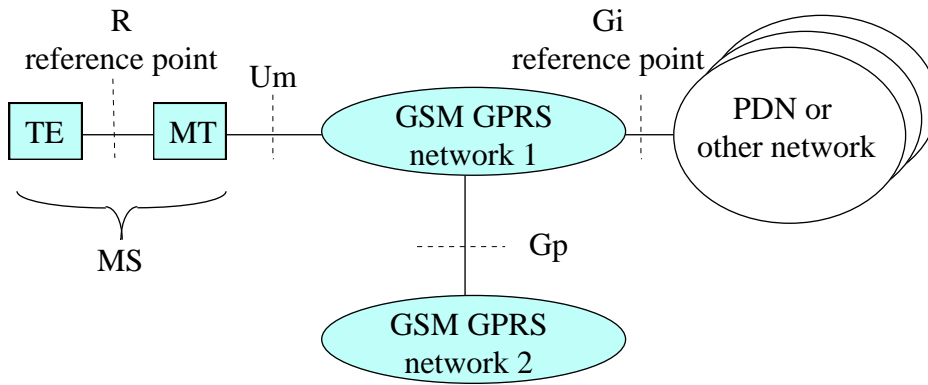 R
reference point
Gi
reference point
Um
TE
MT
GSM GPRS
network 1
PDN or
other network
MS
Gp
GSM GPRS
network 2